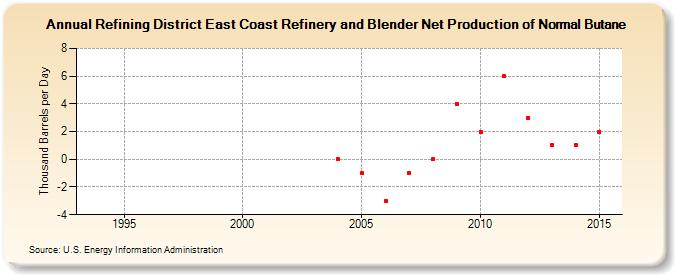 Annual Refining District East Coast Refinery and Blender Net Production of Normal Butane
Thousand Barrels per Day
8
6
4
2
0
-2
-4
1995 2000 2005 2010 2015
Source: U.S. Energy Information Administration